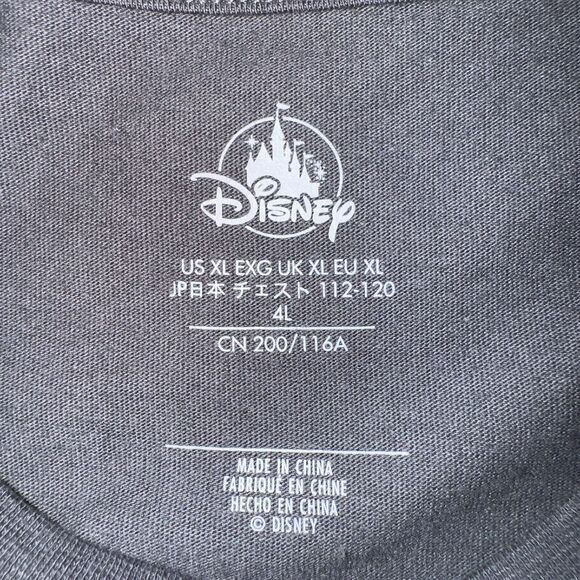 Disney
US XL EXG UK XL EU XL
JP日本 チェスト 112-120
4L
CN 200/116A
MADE IN CHINA
FABRIQUÉ EN CHINE
HECHO EN CHINA
© DISNEY